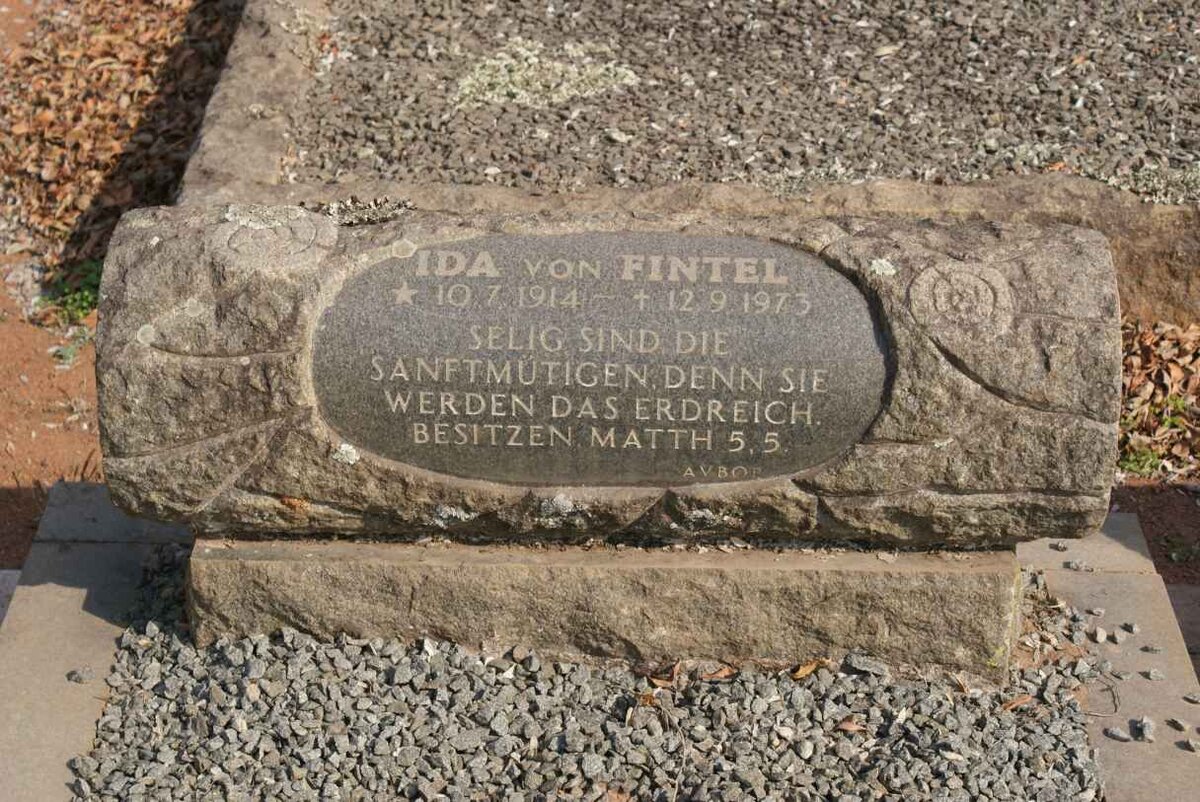 IDA VON FINTEL
★ 10.7.1914 – ✝ 12.9.1973
SELIG SIND DIE
SANFTMÜTIGEN, DENN SIE
WERDEN DAS ERDREICH.
BESITZEN MATTH 5,5.